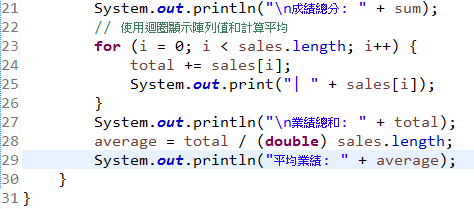 21 System.out.println("\n成績總分: " + sum);
22 // 使用迴圈顯示陣列值和計算平均
23 for (i = 0; i < sales.length; i++) {
24 total += sales[i];
25 System.out.print("| " + sales[i]);
26 }
27 System.out.println("\n業績總和: " + total);
28 average = total / (double) sales.length;
29 System.out.println("平均業績: " + average);
30 }
31 }